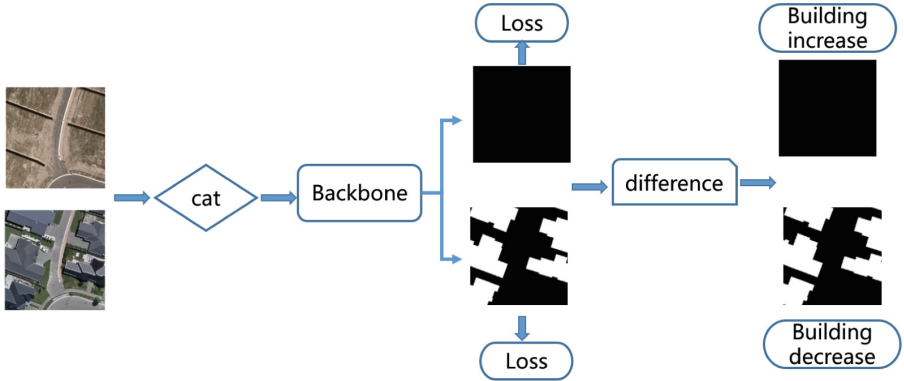 Loss
Building
increase
cat
Backbone
difference
Loss
Building
decrease